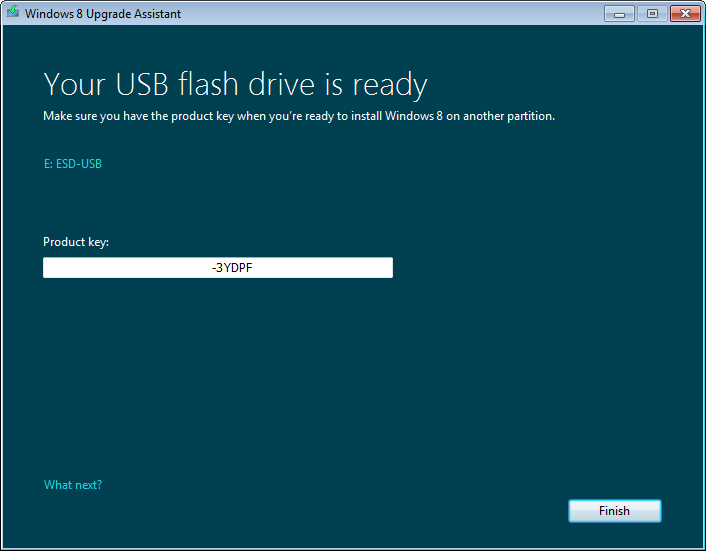 Windows 8 Upgrade Assistant
Your USB flash drive is ready
Make sure you have the product key when you're ready to install Windows 8 on another partition.
E: ESD-USB
Product key:
-3YDPF
What next?
Finish